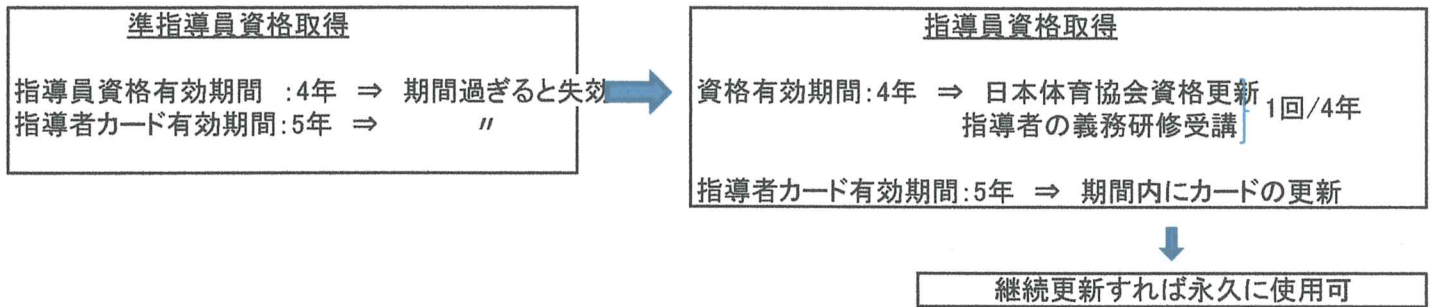 準指導員資格取得
指導員資格有効期間 :4年 ⇒ 期間過ぎると失効
指導者カード有効期間:5年 ⇒ 〃
指導員資格取得
資格有効期間:4年 ⇒ 日本体育協会資格更新
指導者の義務研修受講
1回/4年
指導者カード有効期間:5年 ⇒ 期間内にカードの更新
継続更新すれば永久に使用可